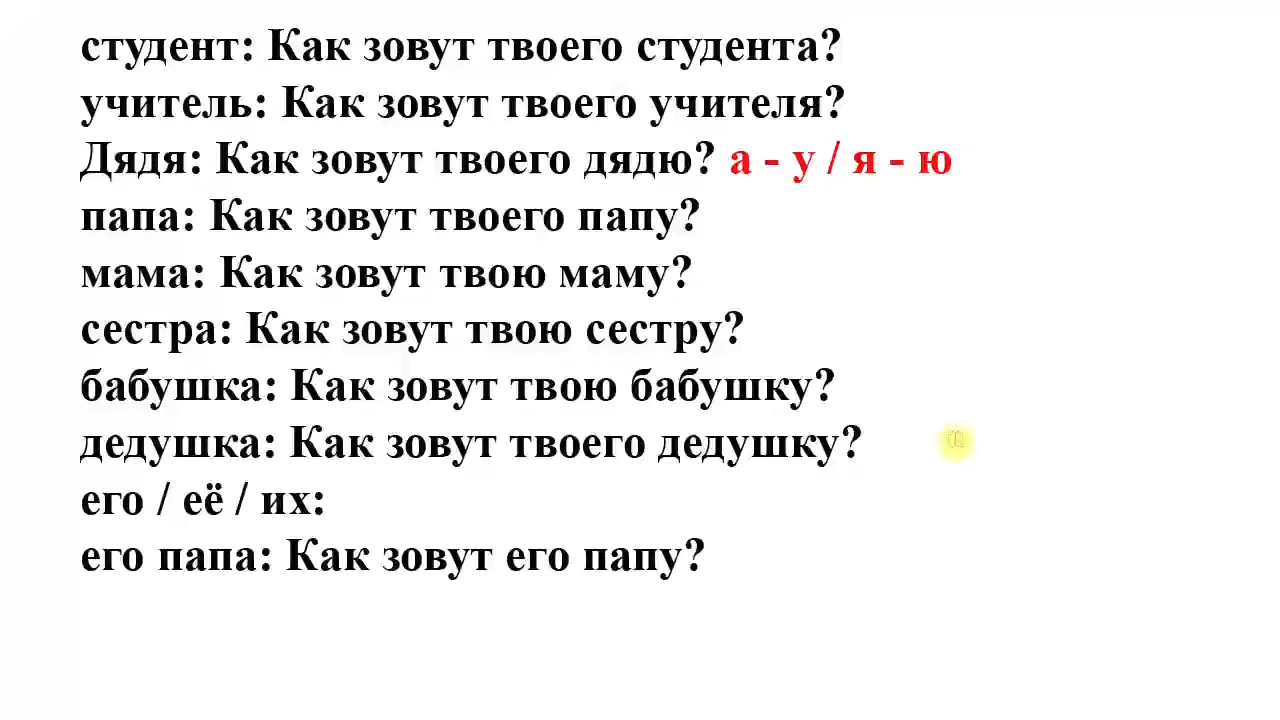 студент: Как зовут твоего студента?
учитель: Как зовут твоего учителя?
Дядя: Как зовут твоего дядю? а - у / я - ю
папа: Как зовут твоего папу?
мама: Как зовут твою маму?
сестра: Как зовут твою сестру?
бабушка: Как зовут твою бабушку?
дедушка: Как зовут твоего дедушку?
его / её / их:
его папа: Как зовут его папу?